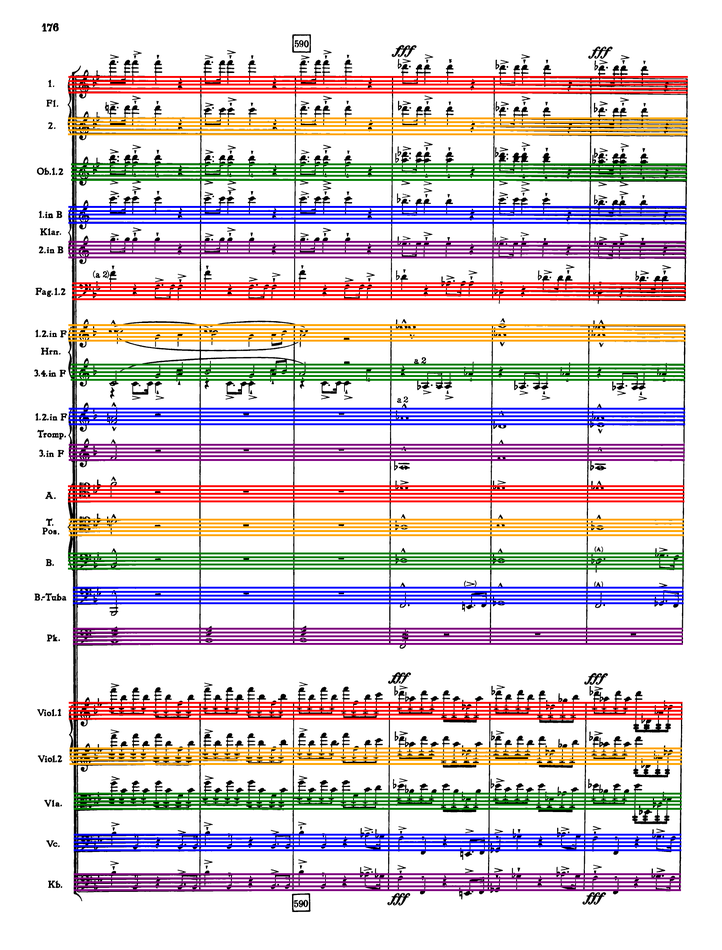 176
590
fff fff
1.
Fl.
2.
Ob.1.2
1.in B
Klar.
2.in B
(a 2)
Fag.1.2
1.2.in F
Hrn.
a 2
3.4.in F
a 2
1.2.in F
Tromp.
3.in F
A.
T.
Pos.
B.
B.-Tuba
Pk.
fff fff
Viol.1
Viol.2
Vla.
Vc.
Kb.
590
fff fff